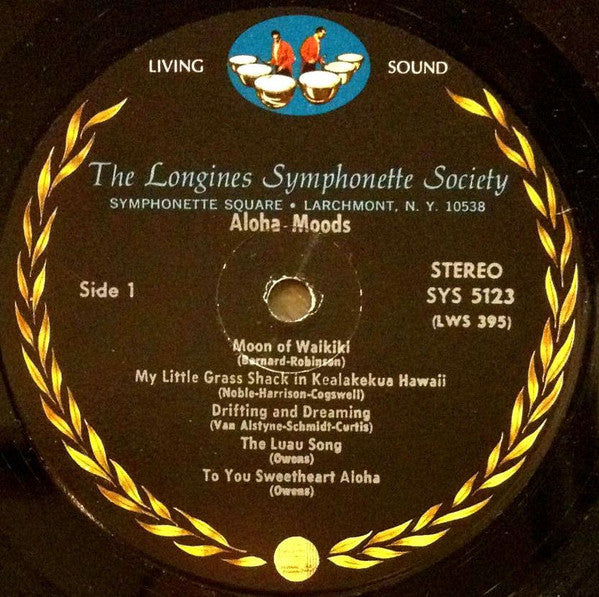 LIVING SOUND
The Longines Symphonette Society
SYMPHONETTE SQUARE • LARCHMONT, N. Y. 10538
Aloha-Moods
Side 1
STEREO
SYS 5123
(LWS 395)
Moon of Waikiki
(Barnard-Robinson)
My Little Grass Shack in Kealakekua Hawaii
(Noble-Harrison-Cogswell)
Drifting and Dreaming
(Van Alstyne-Schmidt-Curtis)
The Luau Song
(Owens)
To You Sweetheart Aloha
(Owens)